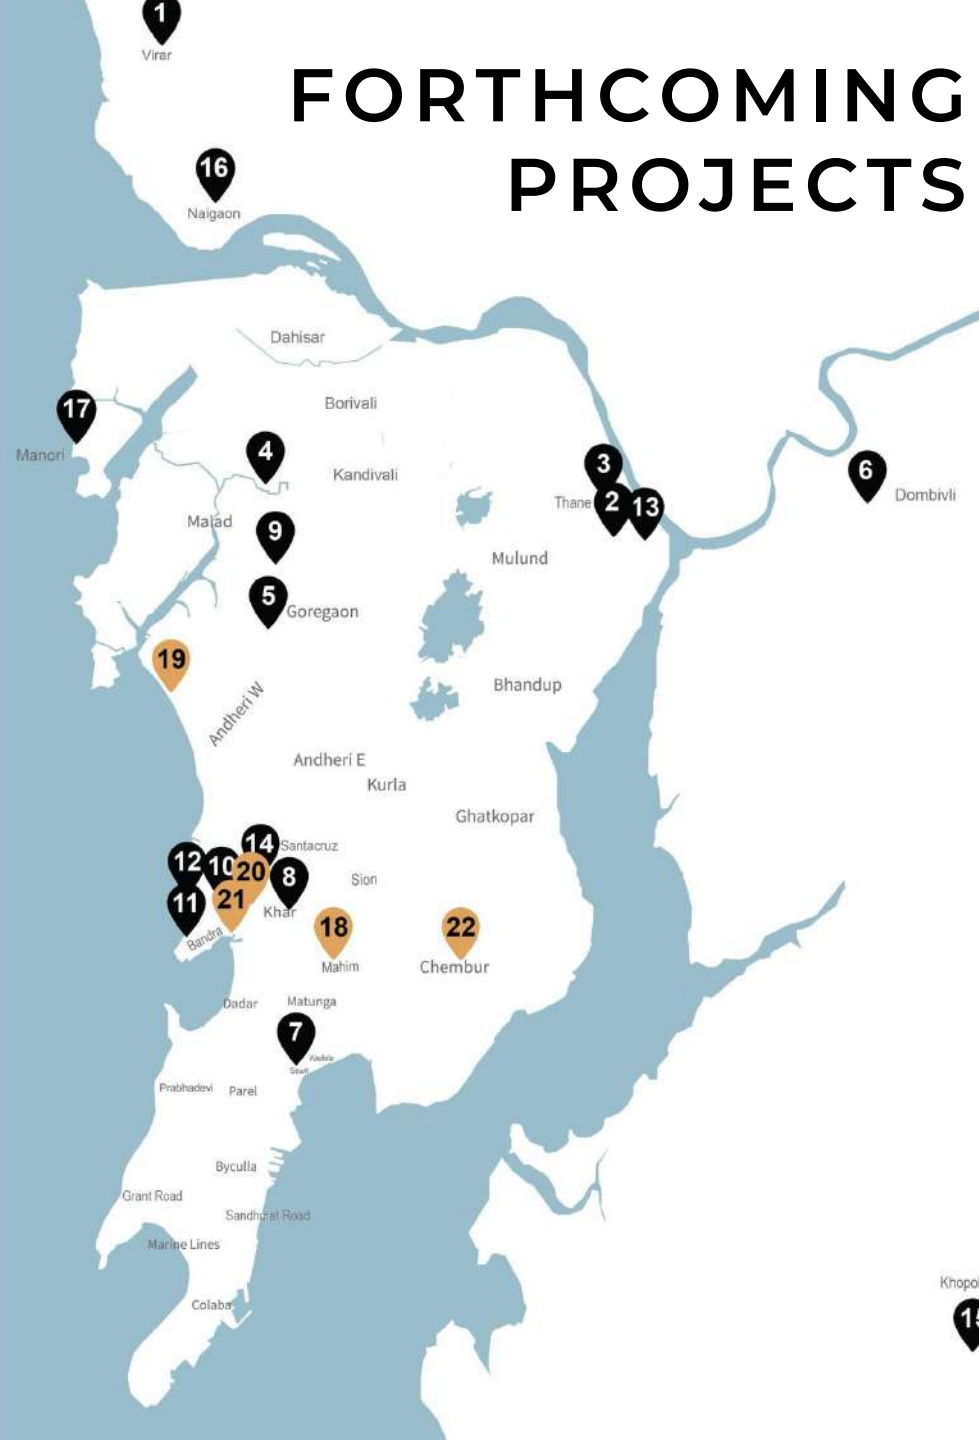 1
Virar
FORTHCOMING
PROJECTS
16
Naigaon
Dahisar
Borivali
17
Manori
4
Kandivali
3
6
Thane
2
13
Dombivli
Malad
9
Mulund
5
Goregaon
19
Bhandup
Andheri W
Andheri E
Kurla
Ghatkopar
14
Santacruz
12
10
20
8
Sion
11
21
Khar
18
22
Bandra
Mahim
Chembur
Dadar
Matunga
7
Prabhadevi
Parel
Byculla
Grant Road
Sandhurst Road
Marine Lines
Khopo
Colaba